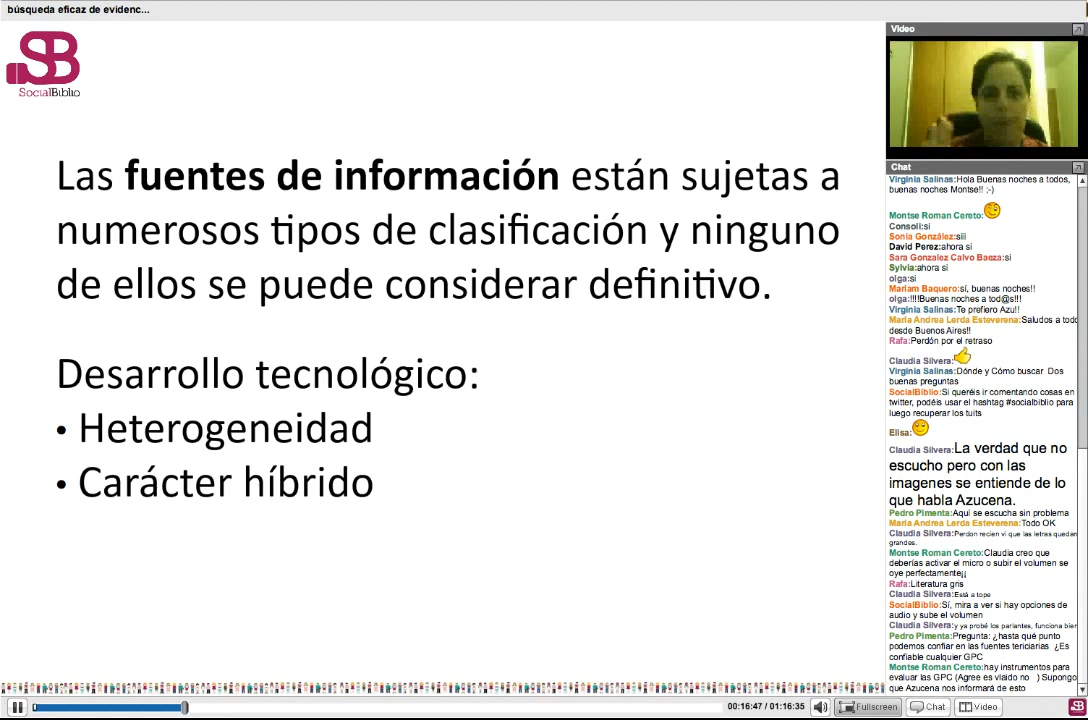 búsqueda eficaz de evidenc...
SB
SocialBiblio
Las fuentes de información están sujetas a
numerosos tipos de clasificación y ninguno
de ellos se puede considerar definitivo.
Desarrollo tecnológico:
• Heterogeneidad
• Carácter híbrido
Video
Chat
Virginia Salinas:Hola Buenas noches a todos,
buenas noches Montse!! ;-)
Montse Roman Cereto:
Consoli:si
Sonia González:siii
David Perez:ahora si
Sara Gonzalez Calvo Baeza:si
Sylvia:ahora si
olga:si
Mariam Baquero:sí, buenas noches!!
olga:!!!!Buenas noches a tod@s!!!
Virginia Salinas:Te prefiero Azu!!
María Andrea Lerda Esteverena:Saludos a todo
desde Buenos Aires!!
Rafa:Perdón por el retraso
Claudia Silvera:
Virginia Salinas:Dónde y Cómo buscar Dos
buenas preguntas
SocialBiblio:Si queréis ir comentando cosas en
twitter, podéis usar el hashtag #socialbiblio para
luego recuperar los tuits
Elisa:
Claudia Silvera:La verdad que no
escucho pero con las
imagenes se entiende de lo
que habla Azucena.
Pedro Pimenta:Aquí se escucha sin problema
María Andrea Lerda Esteverena:Todo OK
Claudia Silvera:Perdon recien vi que las letras quedan
grandes.
Montse Roman Cereto:Claudia creo que
deberías activar el micro o subir el volumen se
oye perfectamente¡¡
Rafa:Literatura gris
Claudia Silvera:Está a tope
SocialBiblio:Sí, mira a ver si hay opciones de
audio y sube el volumen
Claudia Silvera:y ya probé los parlantes, funciona bien
Pedro Pimenta:Pregunta: ¿hasta qué punto
podemos confiar en las fuentes terciarias ¿Es
confiable cualquier GPC
Montse Roman Cereto:hay instrumentos para
evaluar las GPC (Agree es vlaido no ) Supongo
que Azucena nos informará de esto
00:16:47 / 01:16:35
Fullscreen
Chat
Video
SB